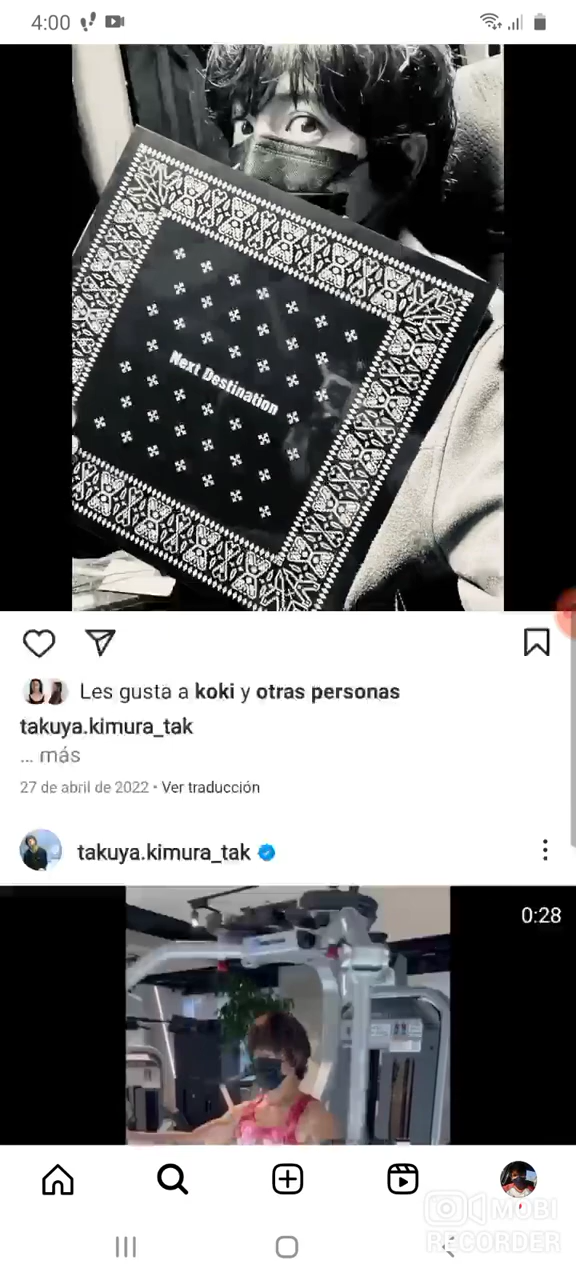 4:00
Next Destination
Les gusta a koki y otras personas
takuya.kimura_tak
... más
27 de abril de 2022 • Ver traducción
takuya.kimura_tak
0:28
MOBI
RECORDER